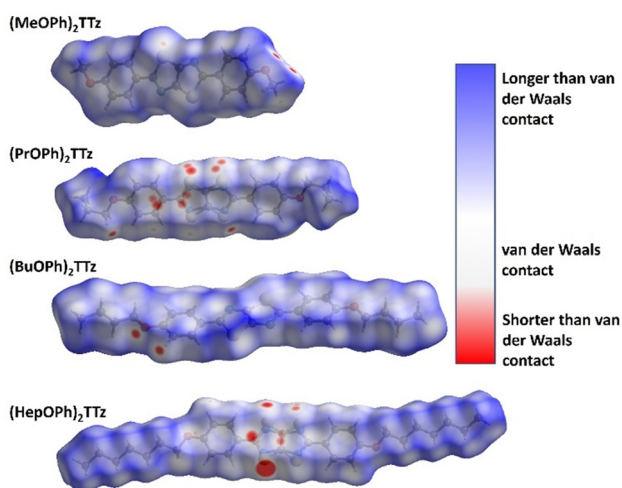 (MeOPh)₂TTz
(PrOPh)₂TTz
(BuOPh)₂TTz
(HepOPh)₂TTz
Longer than van
der Waals
contact
van der Waals
contact
Shorter than van
der Waals
contact